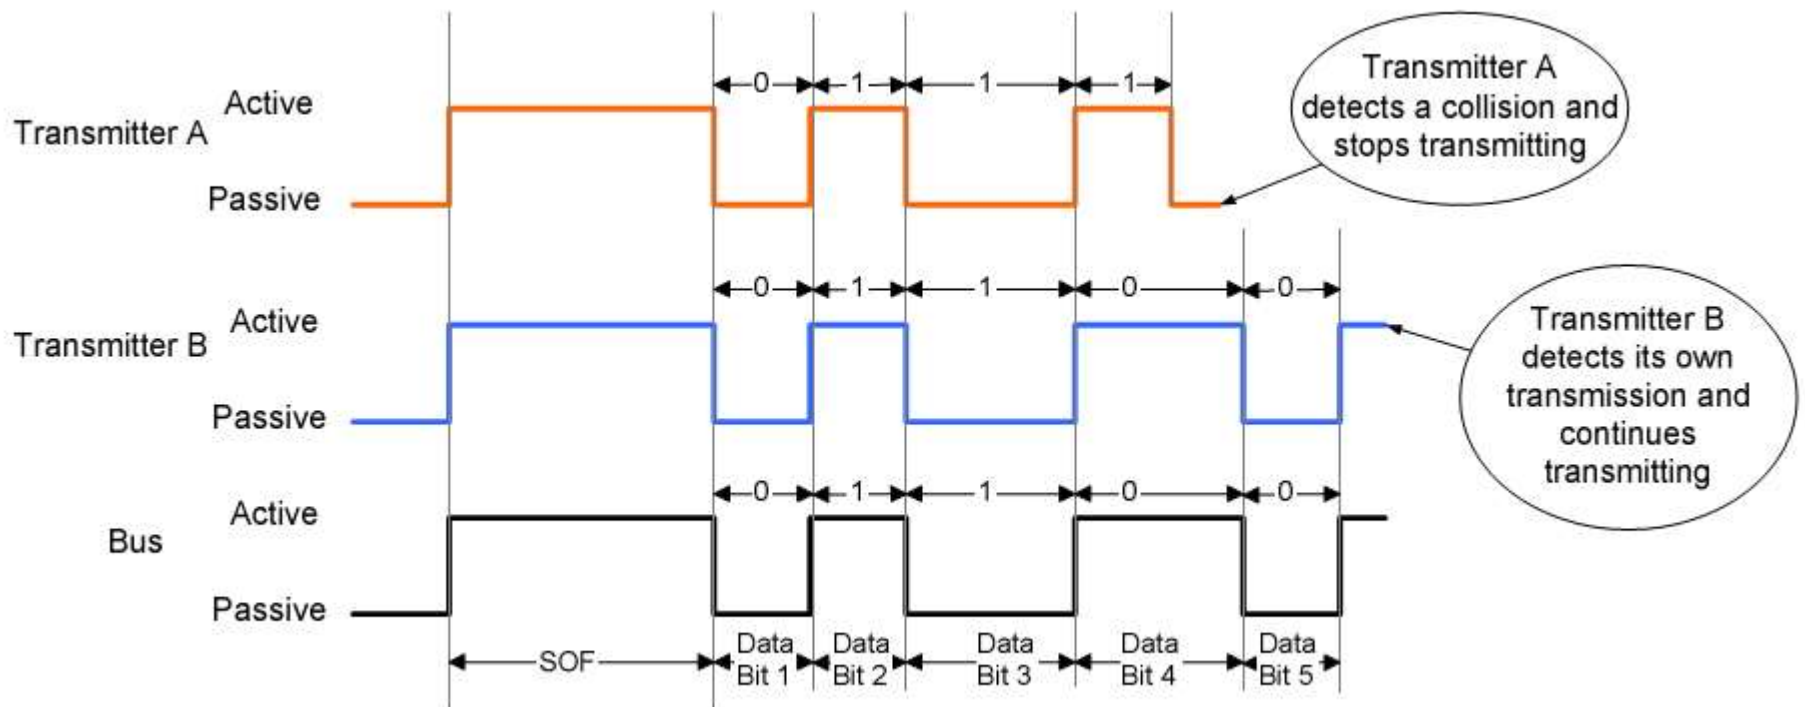 0 1 1 1
Transmitter A
detects a collision and
stops transmitting
Active
Transmitter A
Passive
0 1 1 0 0
Active
Transmitter B
Passive
Transmitter B
detects its own
transmission and
continues
transmitting
0 1 1 0 0
Active
Bus
Passive
SOF
Data
Bit 1
Data
Bit 2
Data
Bit 3
Data
Bit 4
Data
Bit 5